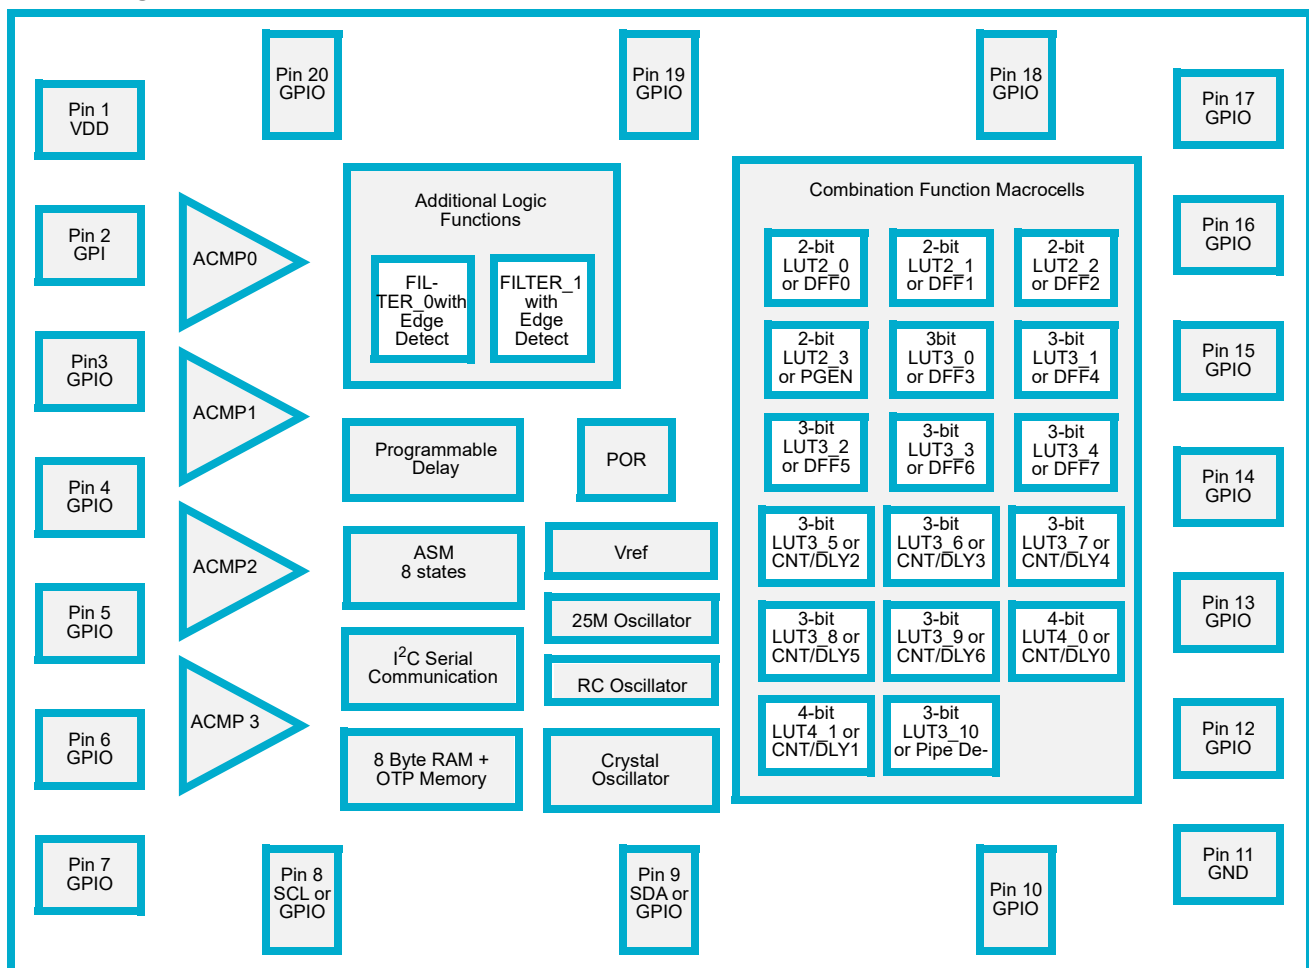 Pin 20
GPIO
Pin 19
GPIO
Pin 18
GPIO
Pin 17
GPIO
Pin 1
VDD
Combination Function Macrocells
Additional Logic
Functions
Pin 2
GPI
Pin 16
GPIO
ACMP0
2-bit
LUT2_0
or DFF0
2-bit
LUT2_1
or DFF1
2-bit
LUT2_2
or DFF2
FIL-
TER_0with
Edge
Detect
FILTER_1
with
Edge
Detect
Pin3
GPIO
2-bit
LUT2_3
or PGEN
3bit
LUT3_0
or DFF3
3-bit
LUT3_1
or DFF4
Pin 15
GPIO
ACMP1
Programmable
Delay
POR
3-bit
LUT3_2
or DFF5
3-bit
LUT3_3
or DFF6
3-bit
LUT3_4
or DFF7
Pin 4
GPIO
Pin 14
GPIO
ACMP2
ASM
8 states
Vref
3-bit
LUT3_5 or
CNT/DLY2
3-bit
LUT3_6 or
CNT/DLY3
3-bit
LUT3_7 or
CNT/DLY4
Pin 5
GPIO
25M Oscillator
Pin 13
GPIO
I2C Serial
Communication
RC Oscillator
3-bit
LUT3_8 or
CNT/DLY5
3-bit
LUT3_9 or
CNT/DLY6
4-bit
LUT4_0 or
CNT/DLY0
ACMP 3
Pin 6
GPIO
8 Byte RAM +
OTP Memory
Crystal
Oscillator
4-bit
LUT4_1 or
CNT/DLY1
3-bit
LUT3_10
or Pipe De-
Pin 12
GPIO
Pin 7
GPIO
Pin 8
SCL or
GPIO
Pin 9
SDA or
GPIO
Pin 10
GPIO
Pin 11
GND